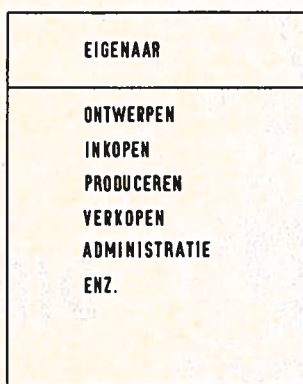 EIGENAAR
ONTWERPEN
INKOPEN
PRODUCEREN
VERKOPEN
ADMINISTRATIE
ENZ.